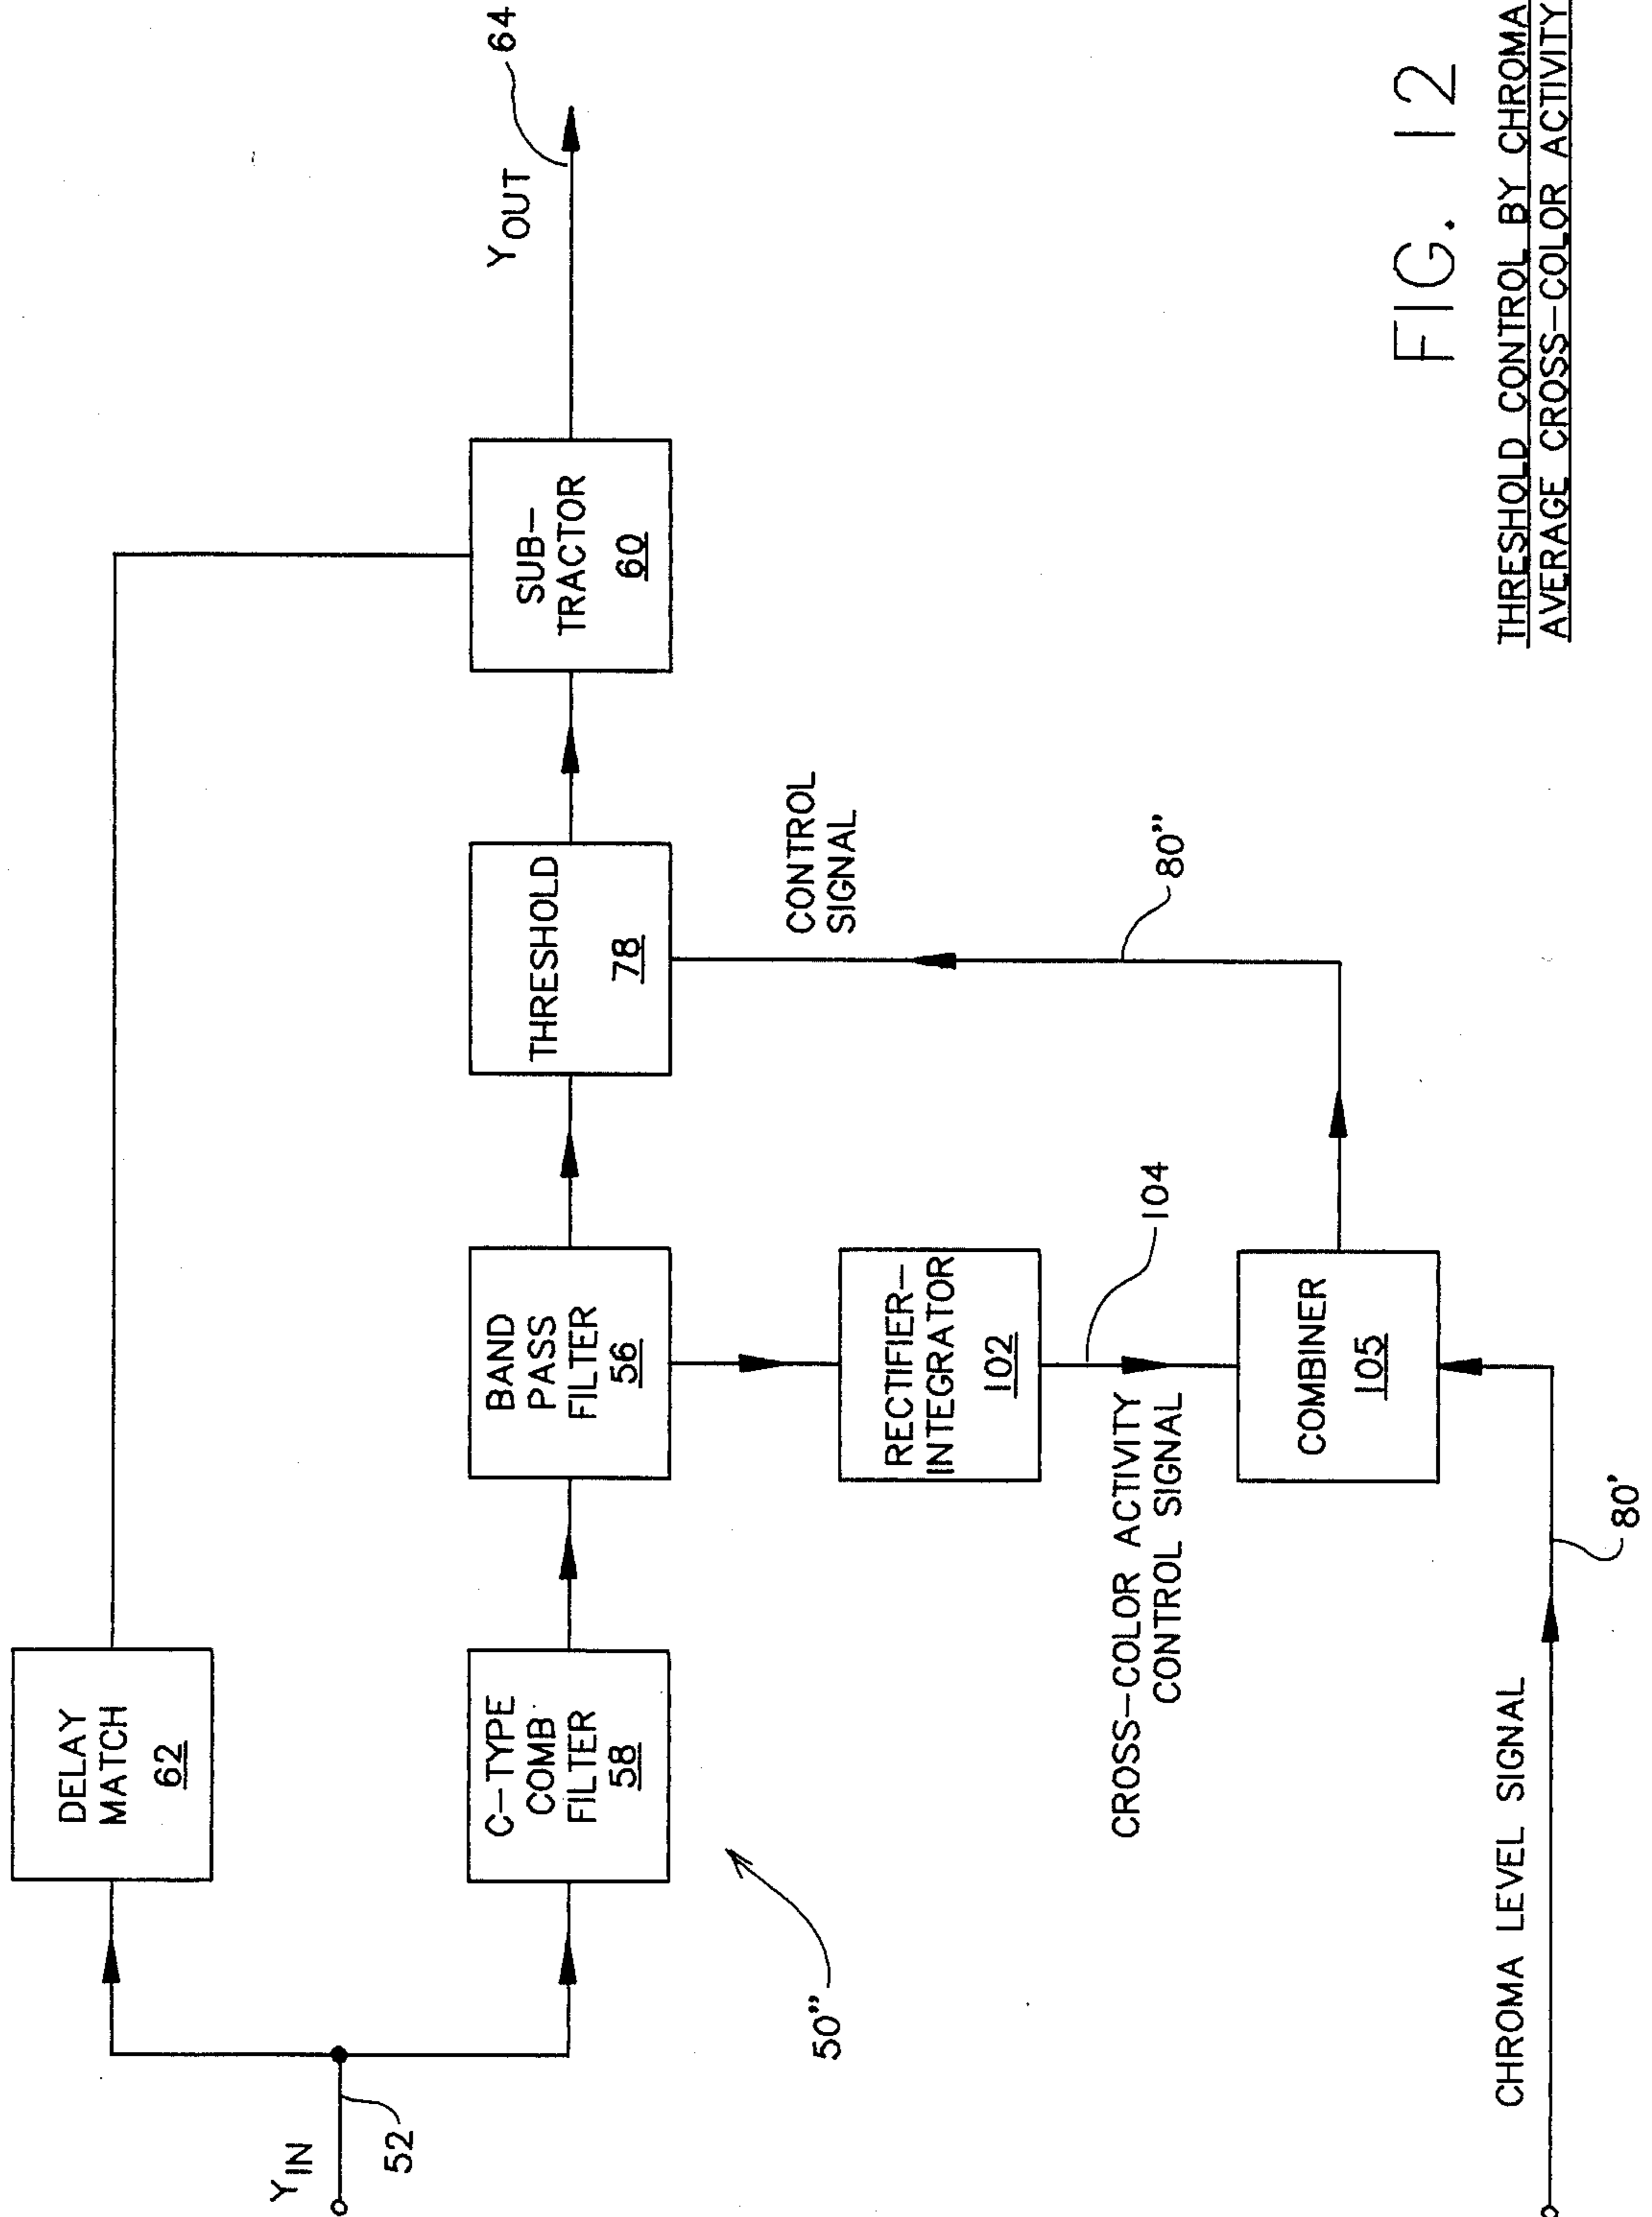 YIN
52
DELAY
MATCH
62
C-TYPE
COMB
FILTER
58
BAND
PASS
FILTER
56
THRESHOLD
78
SUB-
TRACTOR
60
YOUT
64
50"
RECTIFIER-
INTEGRATOR
102
CROSS-COLOR ACTIVITY
CONTROL SIGNAL
104
CONTROL
SIGNAL
80"
COMBINER
105
CHROMA LEVEL SIGNAL
80'
FIG. 12
THRESHOLD CONTROL BY CHROMA
AVERAGE CROSS-COLOR ACTIVITY